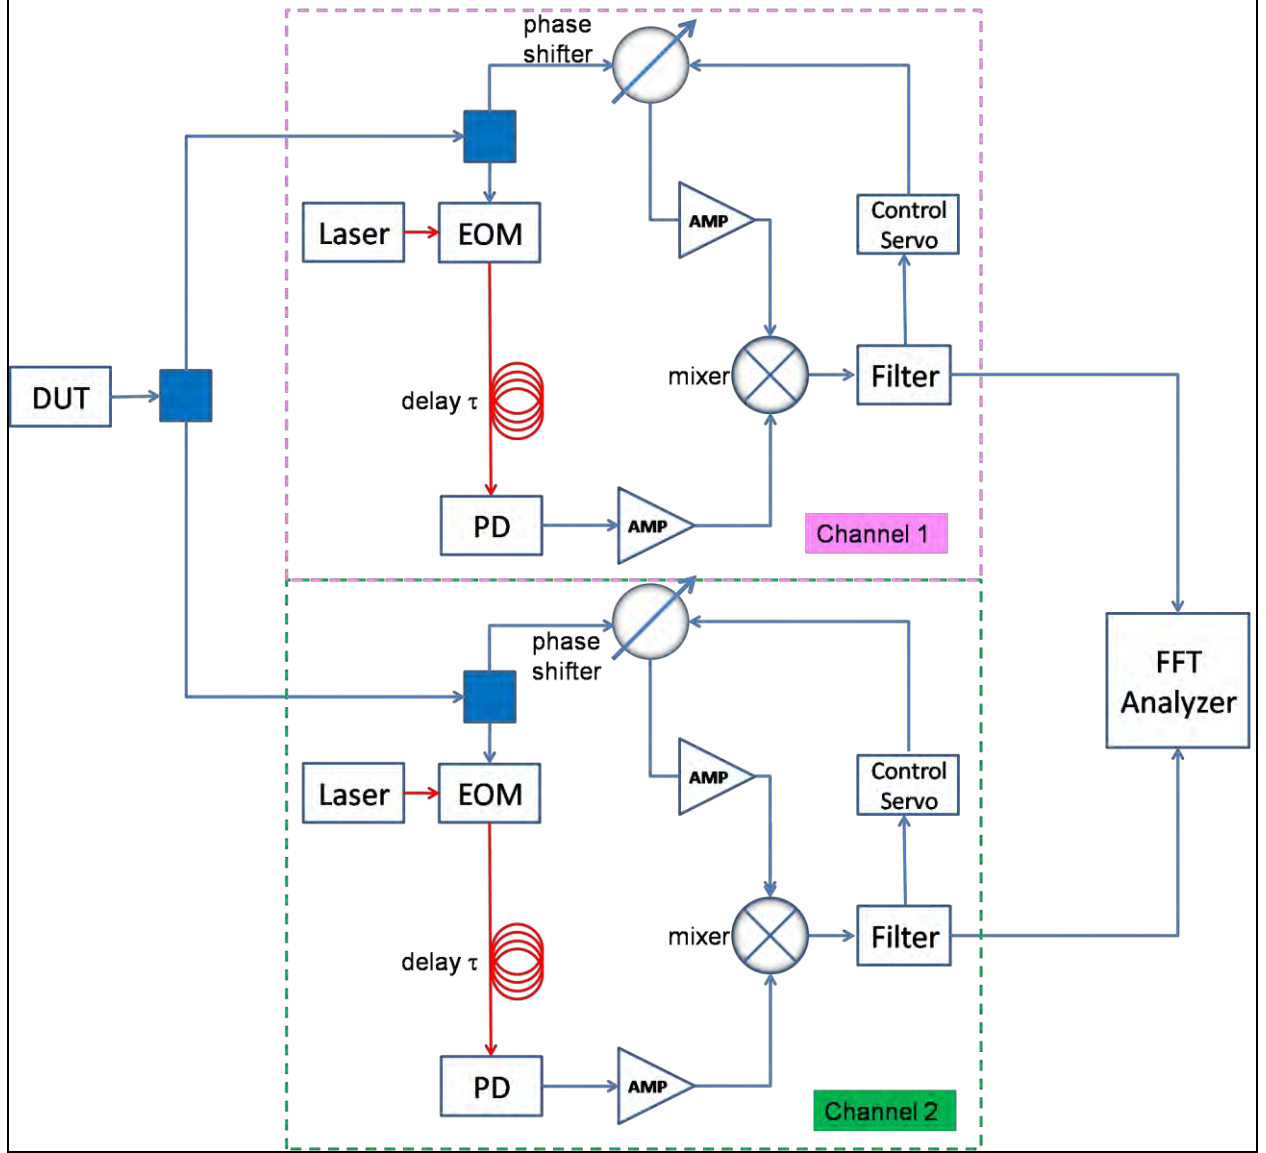 phase
shifter
AMP
Control
Servo
Laser
EOM
mixer
Filter
DUT
delay τ
PD
AMP
Channel 1
phase
shifter
FFT
Analyzer
AMP
Control
Servo
Laser
EOM
mixer
Filter
delay τ
PD
AMP
Channel 2